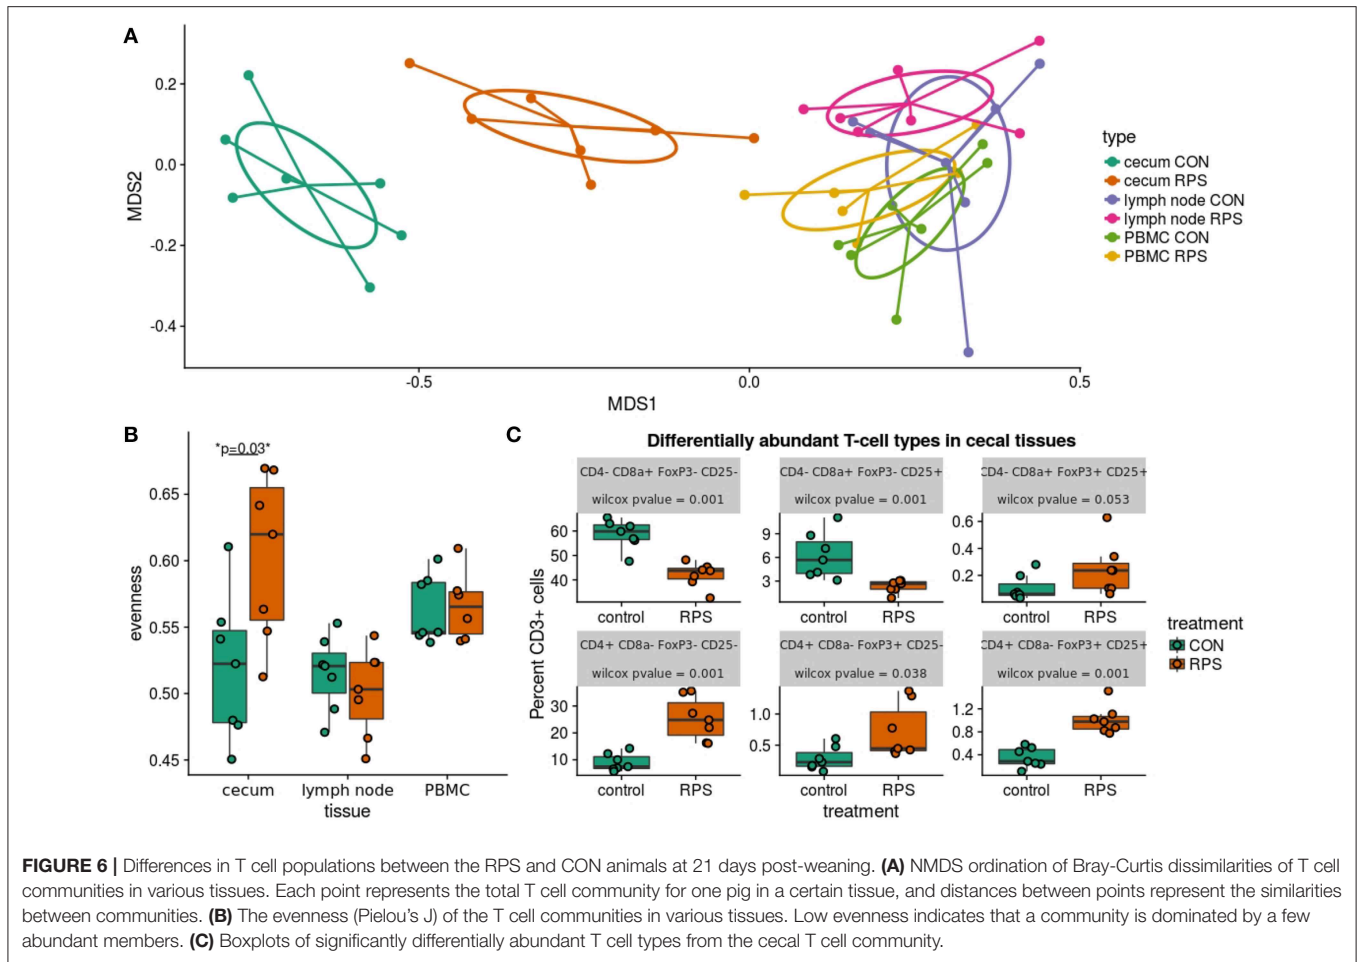 A
0.2
0.0
-0.2
-0.4
MDS2
-0.5
0.0
0.5
MDS1
type
cecum CON
cecum RPS
lymph node CON
lymph node RPS
PBMC CON
PBMC RPS
B
*p=0.03*
0.65
0.60
0.55
0.50
0.45
evenness
cecum
lymph node
PBMC
tissue
C
Differentially abundant T-cell types in cecal tissues
CD4- CD8a+ FoxP3- CD25-
wilcox pvalue = 0.001
CD4- CD8a+ FoxP3- CD25+
wilcox pvalue = 0.001
CD4- CD8a+ FoxP3+ CD25+
wilcox pvalue = 0.053
60
50
40
9
6
3
0.6
0.4
0.2
control
RPS
control
RPS
control
RPS
Percent CD3+ cells
CD4+ CD8a- FoxP3- CD25-
wilcox pvalue = 0.001
CD4+ CD8a- FoxP3+ CD25-
wilcox pvalue = 0.038
CD4+ CD8a- FoxP3+ CD25+
wilcox pvalue = 0.001
30
20
10
1.0
0.5
1.2
0.8
0.4
control
RPS
control
RPS
control
RPS
treatment
treatment
CON
RPS
FIGURE 6 | Differences in T cell populations between the RPS and CON animals at 21 days post-weaning. (A) NMDS ordination of Bray-Curtis dissimilarities of T cell
communities in various tissues. Each point represents the total T cell community for one pig in a certain tissue, and distances between points represent the similarities
between communities. (B) The evenness (Pielou's J) of the T cell communities in various tissues. Low evenness indicates that a community is dominated by a few
abundant members. (C) Boxplots of significantly differentially abundant T cell types from the cecal T cell community.